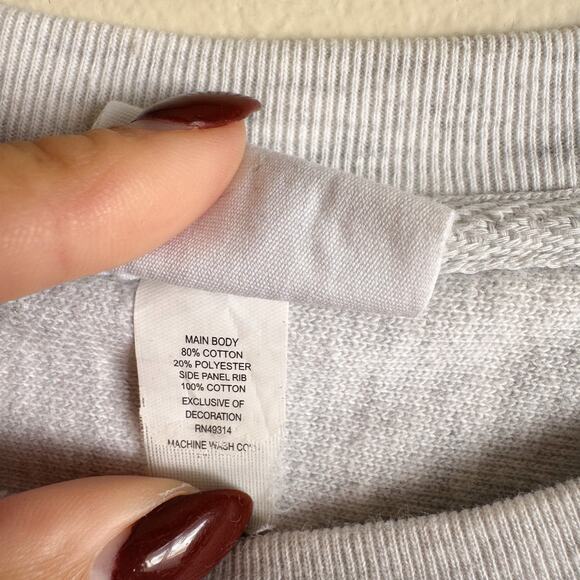 MAIN BODY
80% COTTON
20% POLYESTER
SIDE PANEL RIB
100% COTTON
EXCLUSIVE OF
DECORATION
RN49314
MACHINE WASH